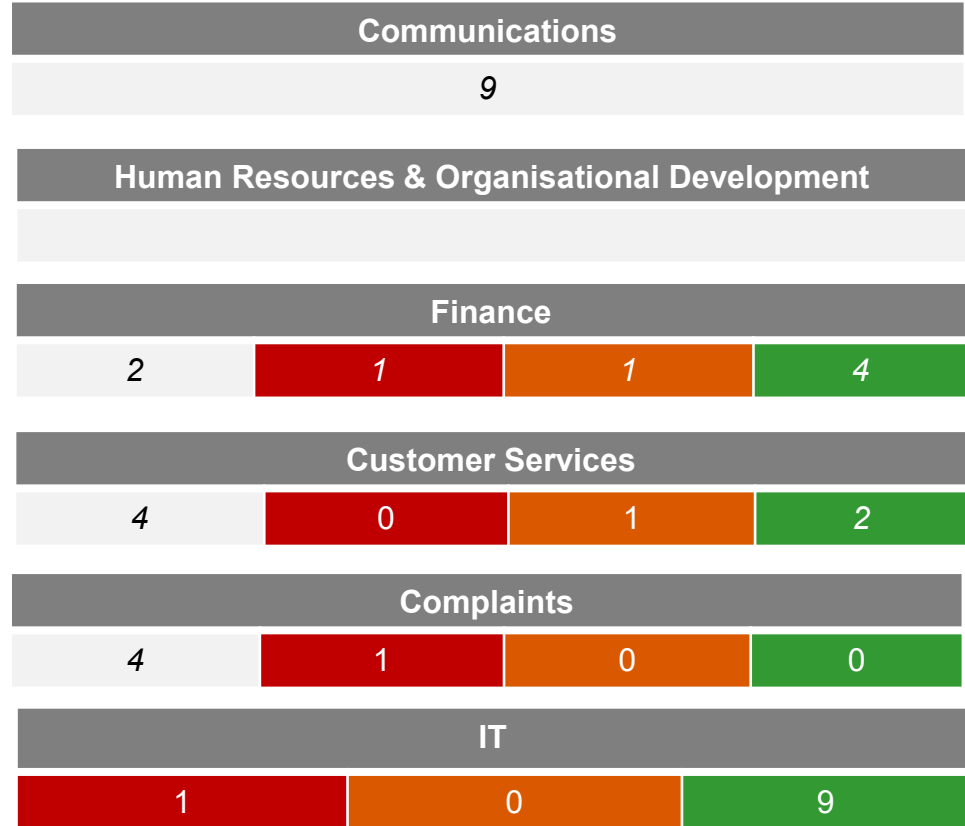 Communications
9
Human Resources & Organisational Development
Finance
2 1 1 4
Customer Services
4 0 1 2
Complaints
4 1 0 0
IT
1 0 9